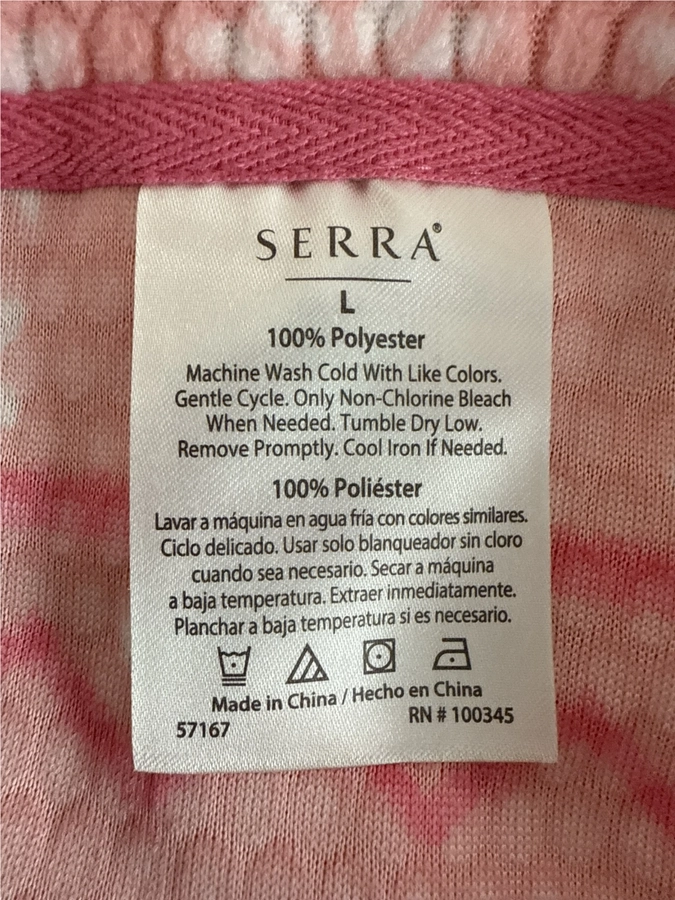 SERRA®
L
100% Polyester
Machine Wash Cold With Like Colors.
Gentle Cycle. Only Non-Chlorine Bleach
When Needed. Tumble Dry Low.
Remove Promptly. Cool Iron If Needed.
100% Poliéster
Lavar a máquina en agua fría con colores similares.
Ciclo delicado. Usar solo blanqueador sin cloro
cuando sea necesario. Secar a máquina
a baja temperatura. Extraer inmediatamente.
Planchar a baja temperatura si es necesario.
Made in China / Hecho en China
57167 RN # 100345